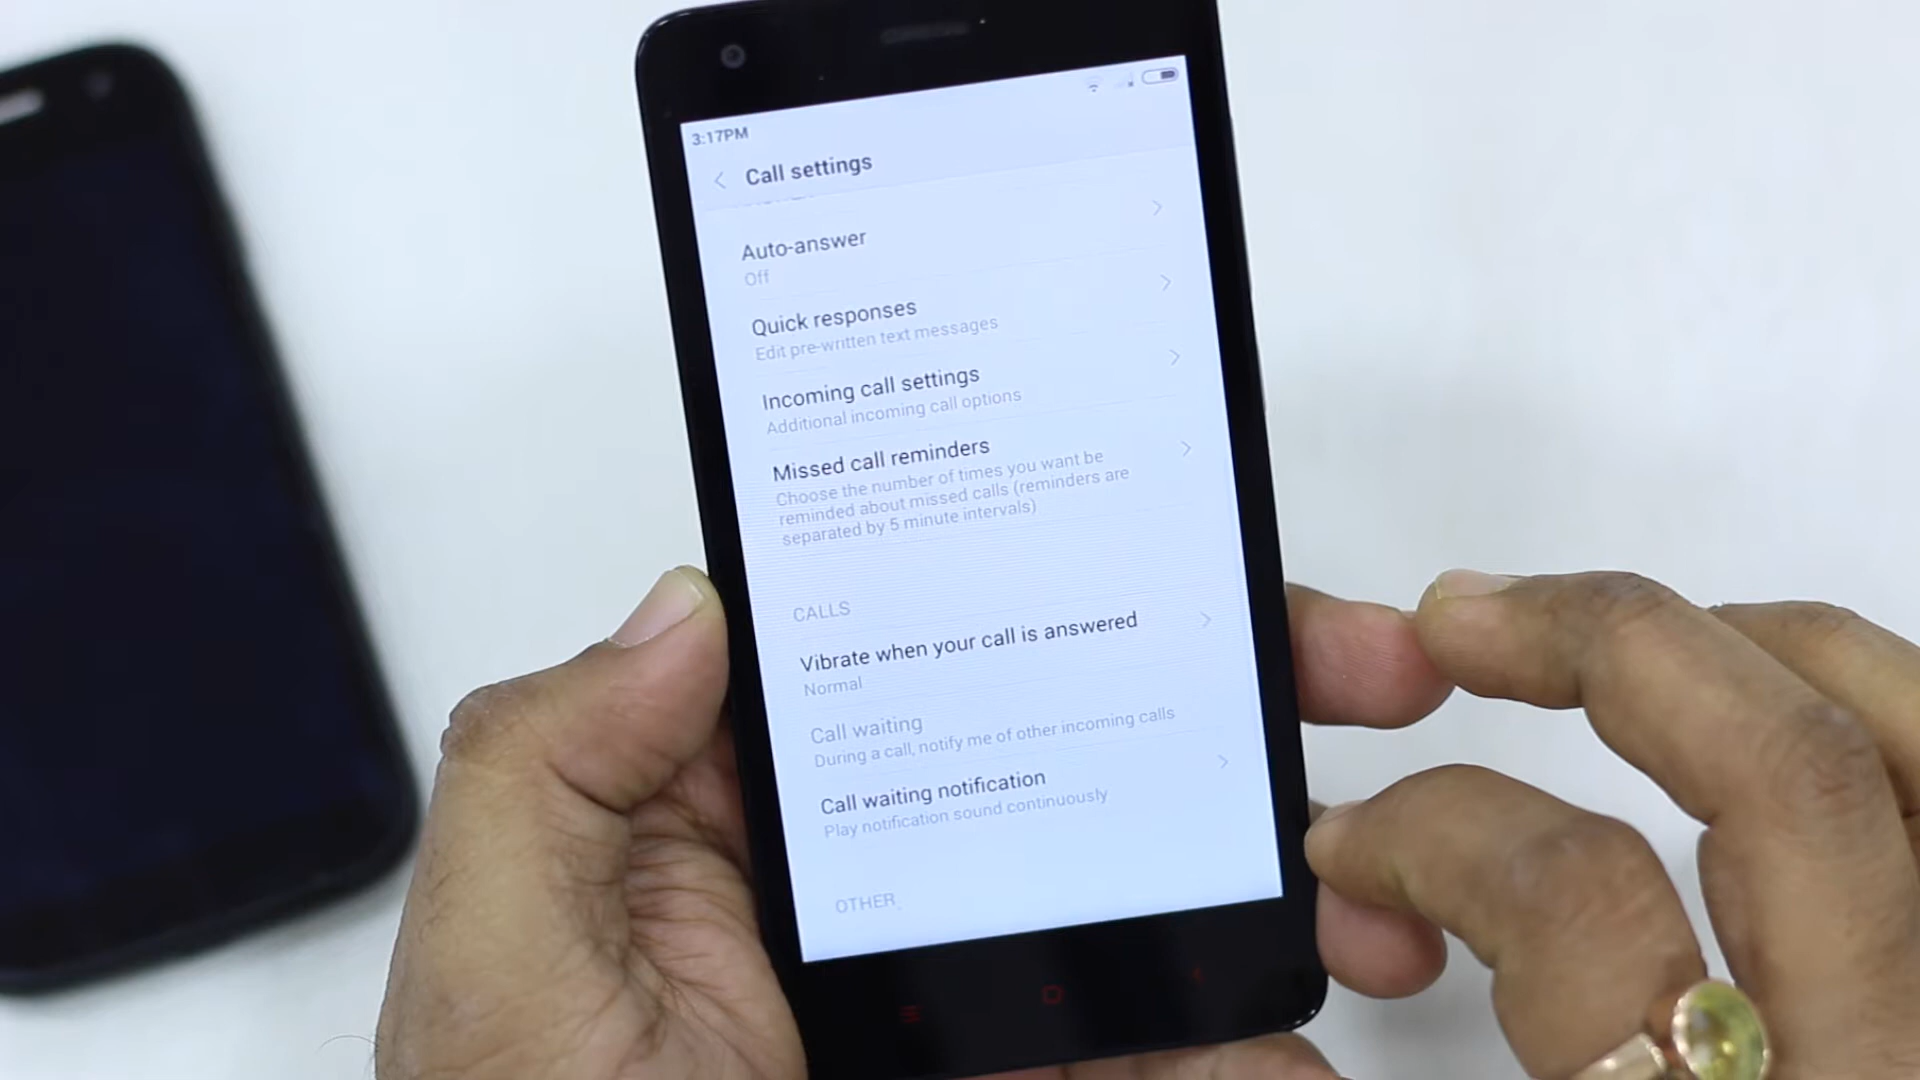 3:17PM
Call settings
Auto-answer
Off
Quick responses
Edit pre-written text messages
Incoming call settings
Additional incoming call options
Missed call reminders
Choose the number of times you want be
reminded about missed calls (reminders are
separated by 5 minute intervals)
CALLS
Vibrate when your call is answered
Normal
Call waiting
During a call, notify me of other incoming calls
Call waiting notification
Play notification sound continuously
OTHER